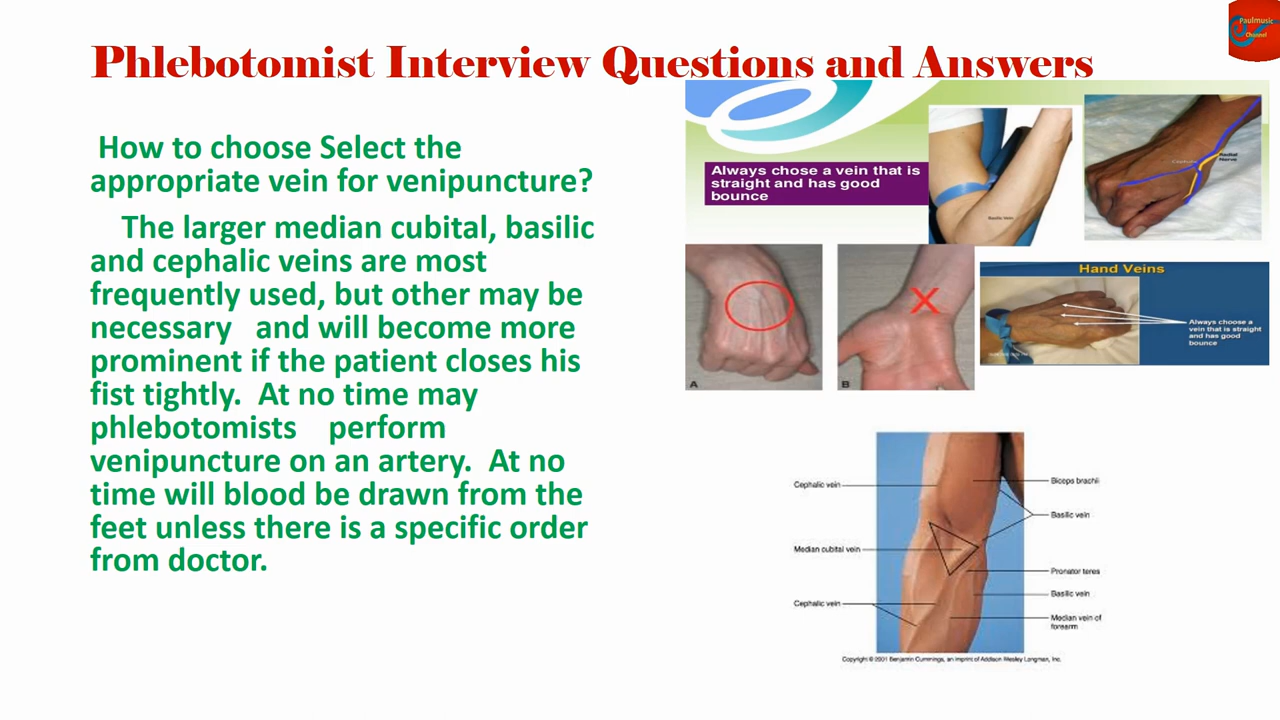 Paulmusic
Channel
Phlebotomist Interview Questions and Answers
How to choose Select the
appropriate vein for venipuncture?
The larger median cubital, basilic
and cephalic veins are most
frequently used, but other may be
necessary and will become more
prominent if the patient closes his
fist tightly. At no time may
phlebotomists perform
venipuncture on an artery. At no
time will blood be drawn from the
feet unless there is a specific order
from doctor.
Always chose a vein that is
straight and has good
bounce
Basilic Vein
Radial
Nerve
A
B
X
Hand Veins
Always choose a
vein that is straight
and has good
bounce
Cephalic vein
Median cubital vein
Cephalic vein
Biceps brachii
Basilic vein
Pronator teres
Basilic vein
Median vein of
forearm
Copyright © 2001 Benjamin Cummings, an imprint of Addison Wesley Longman, Inc.